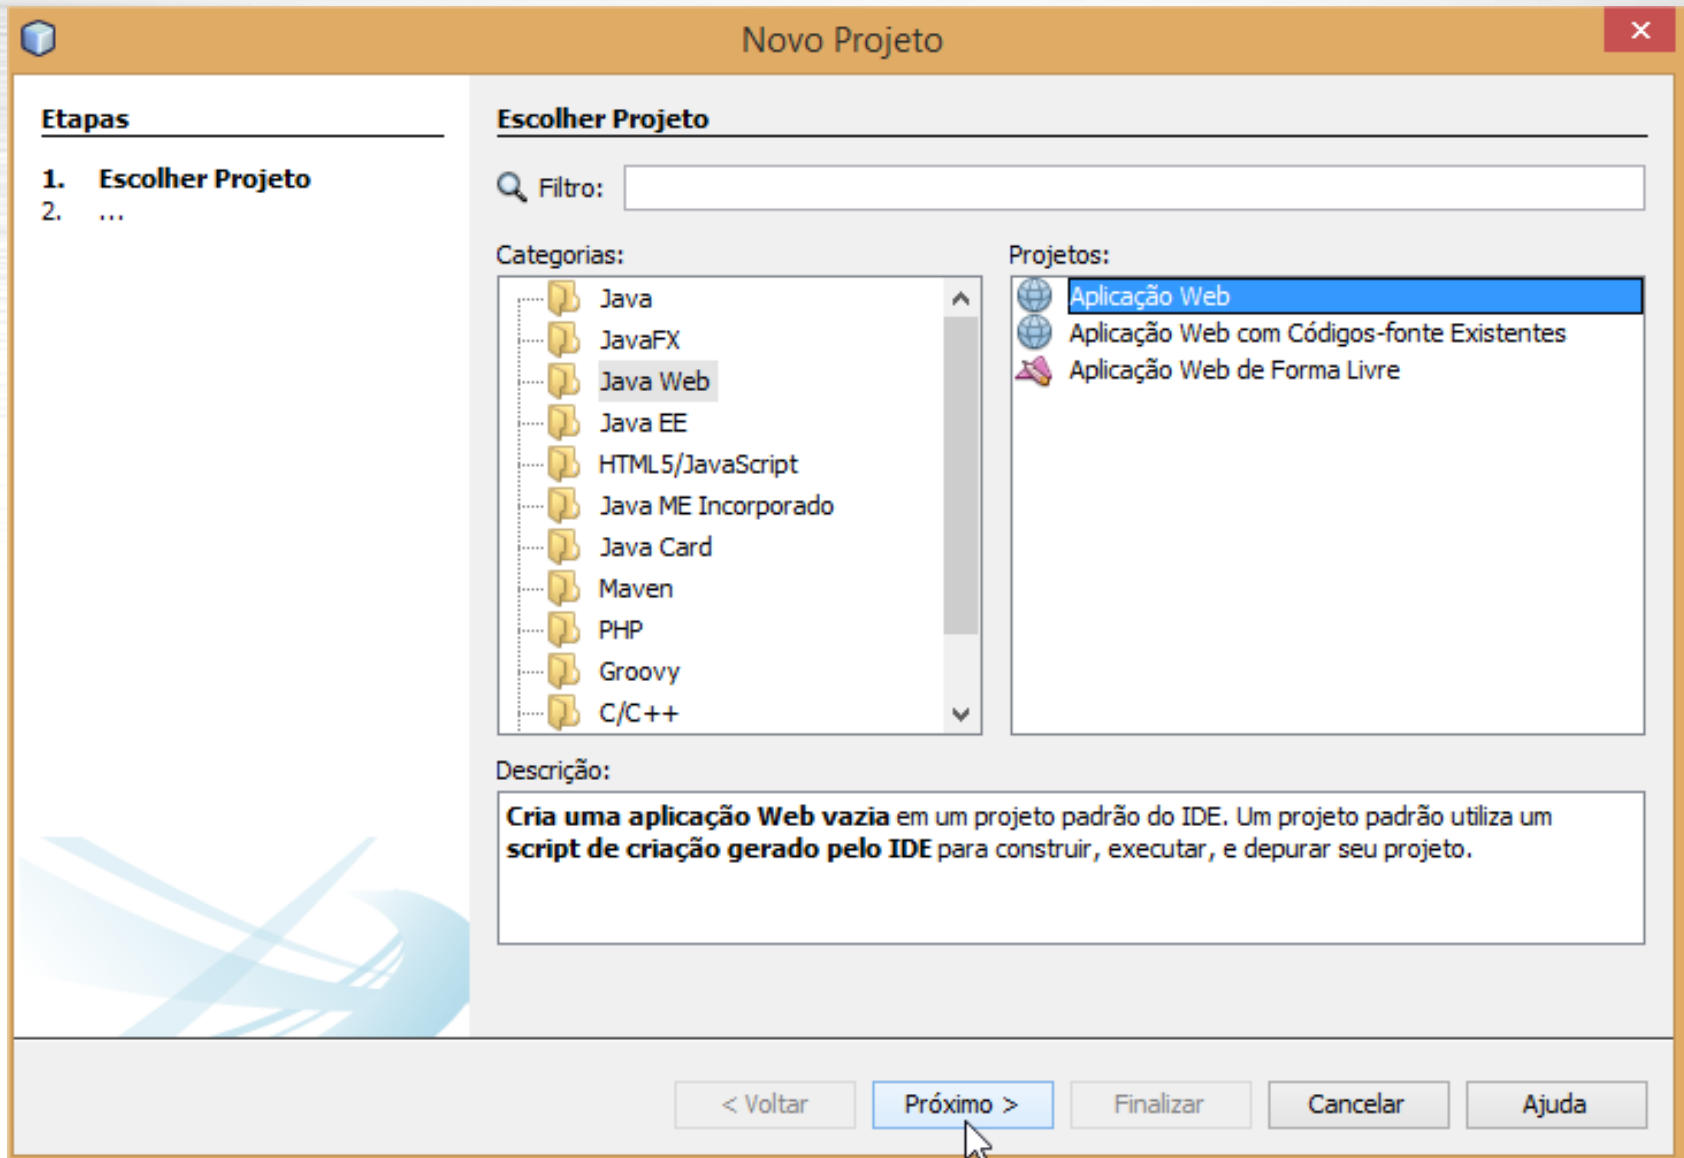 Novo Projeto
Etapas
1. Escolher Projeto
2. ...
Escolher Projeto
Filtro:
Categorias:
Java
JavaFX
Java Web
Java EE
HTML5/JavaScript
Java ME Incorporado
Java Card
Maven
PHP
Groovy
C/C++
Projetos:
Aplicação Web
Aplicação Web com Códigos-fonte Existentes
Aplicação Web de Forma Livre
Descrição:
Cria uma aplicação Web vazia em um projeto padrão do IDE. Um projeto padrão utiliza um
script de criação gerado pelo IDE para construir, executar, e depurar seu projeto.
< Voltar
Próximo >
Finalizar
Cancelar
Ajuda